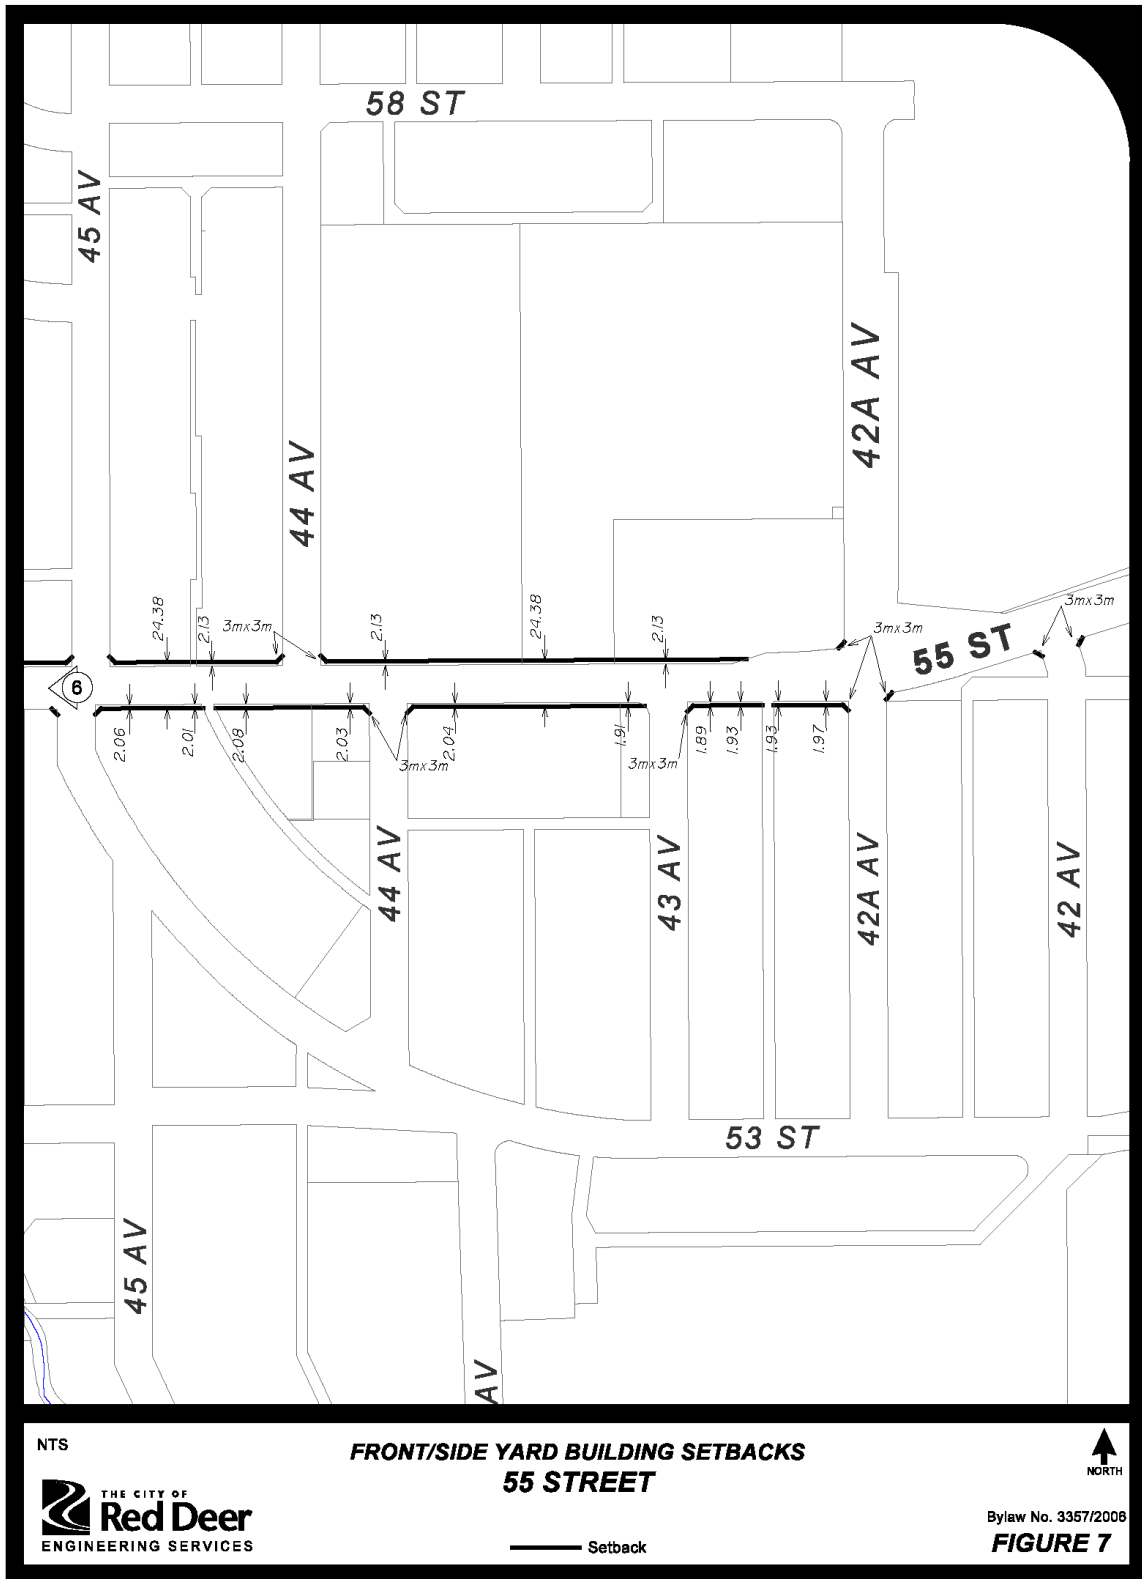 58 ST
45 AV
42A AV
44 AV
24.38
2.13
3mx3m
2.13
24.38
2.13
3mx3m
3mx3m
55 ST
6
2.06
2.01
2.08
2.03
3mx3m
2.04
1.91
3mx3m
1.89
1.93
1.93
1.97
44 AV
43 AV
42A AV
42 AV
53 ST
45 AV
AV
NTS
FRONT/SIDE YARD BUILDING SETBACKS
55 STREET
NORTH
THE CITY OF
Red Deer
ENGINEERING SERVICES
Setback
Bylaw No. 3357/2006
FIGURE 7